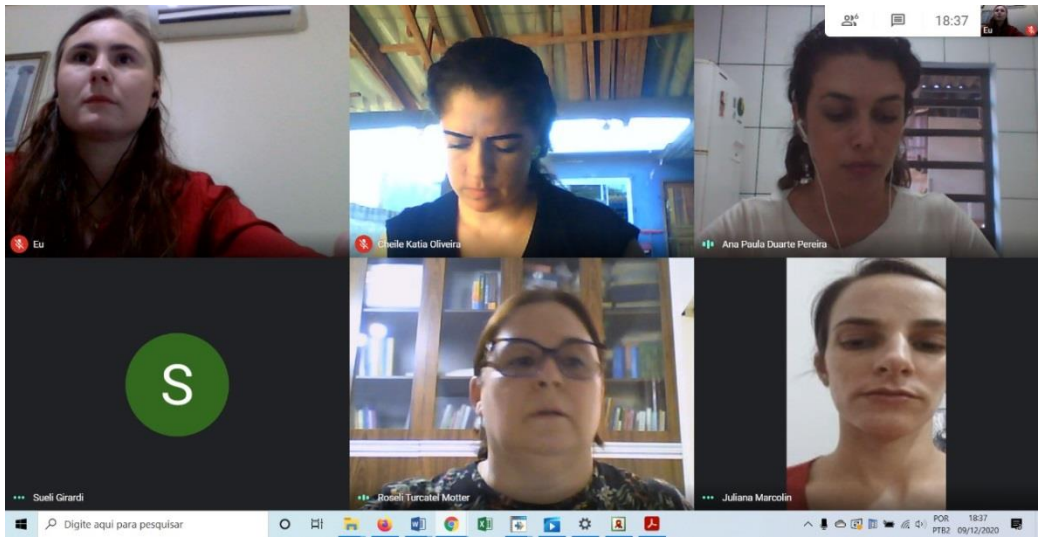 18:37
Eu
Eu
Cheile Katia Oliveira
Ana Paula Duarte Pereira
S
Sueli Girardi
Roseli Turcatel Motter
Juliana Marcolin
Digite aqui para pesquisar
POR
PTB2
18:37
09/12/2020